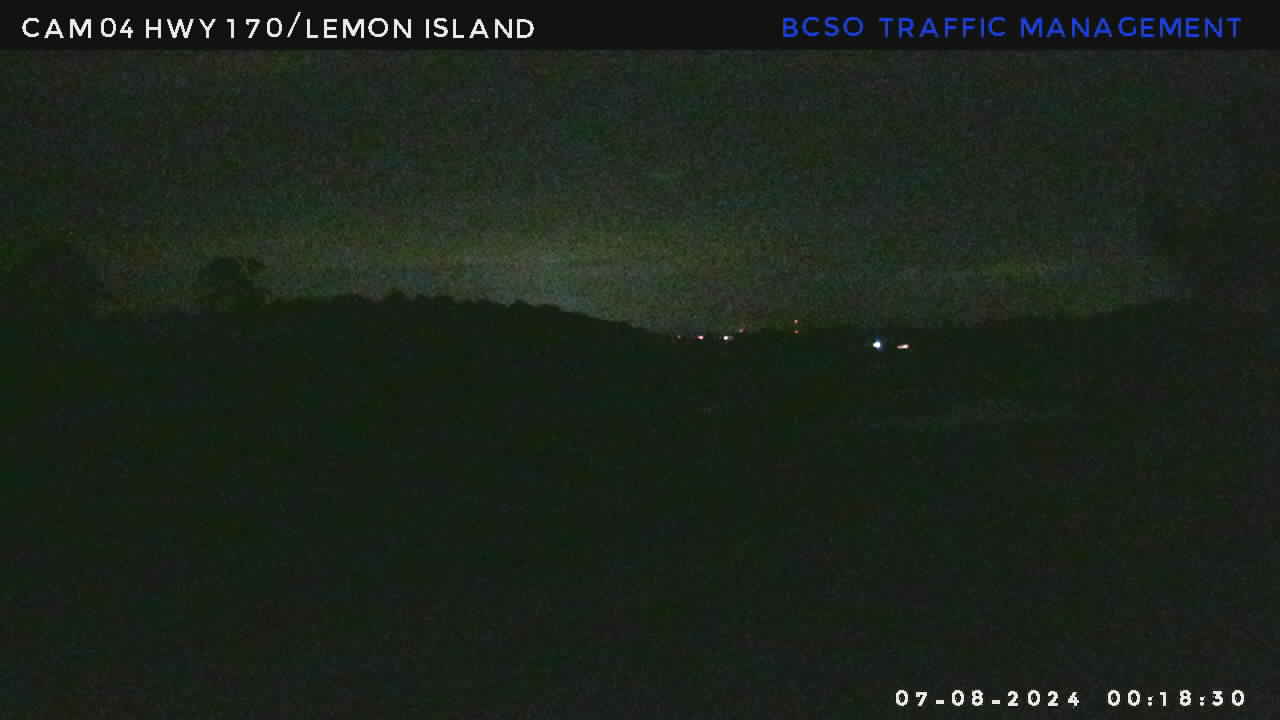 CAM04 HWY 170/LEMON ISLAND
BCSO TRAFFIC MANAGEMENT
07-08-2024 00:18:30